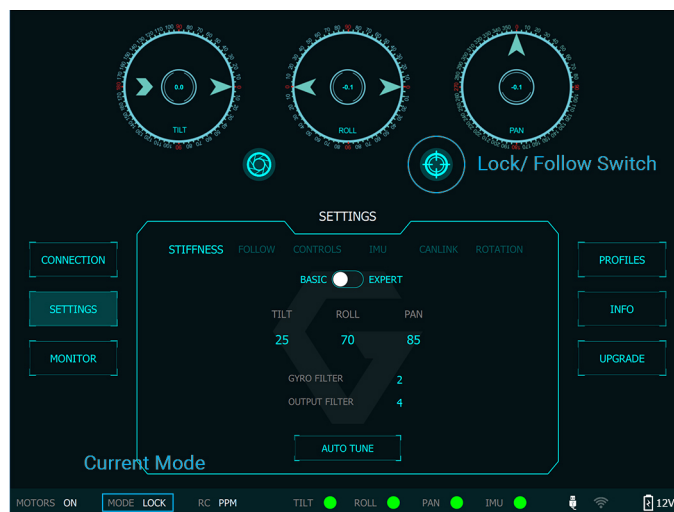 0.0
-0.1
-0.1
TILT
ROLL
PAN
Lock/ Follow Switch
SETTINGS
STIFFNESS FOLLOW CONTROLS IMU CANLINK ROTATION
CONNECTION
PROFILES
BASIC EXPERT
SETTINGS
INFO
TILT ROLL PAN
25 70 85
MONITOR
UPGRADE
GYRO FILTER 2
OUTPUT FILTER 4
AUTO TUNE
Current Mode
MOTORS ON MODE LOCK RC PPM TILT ROLL PAN IMU 12V